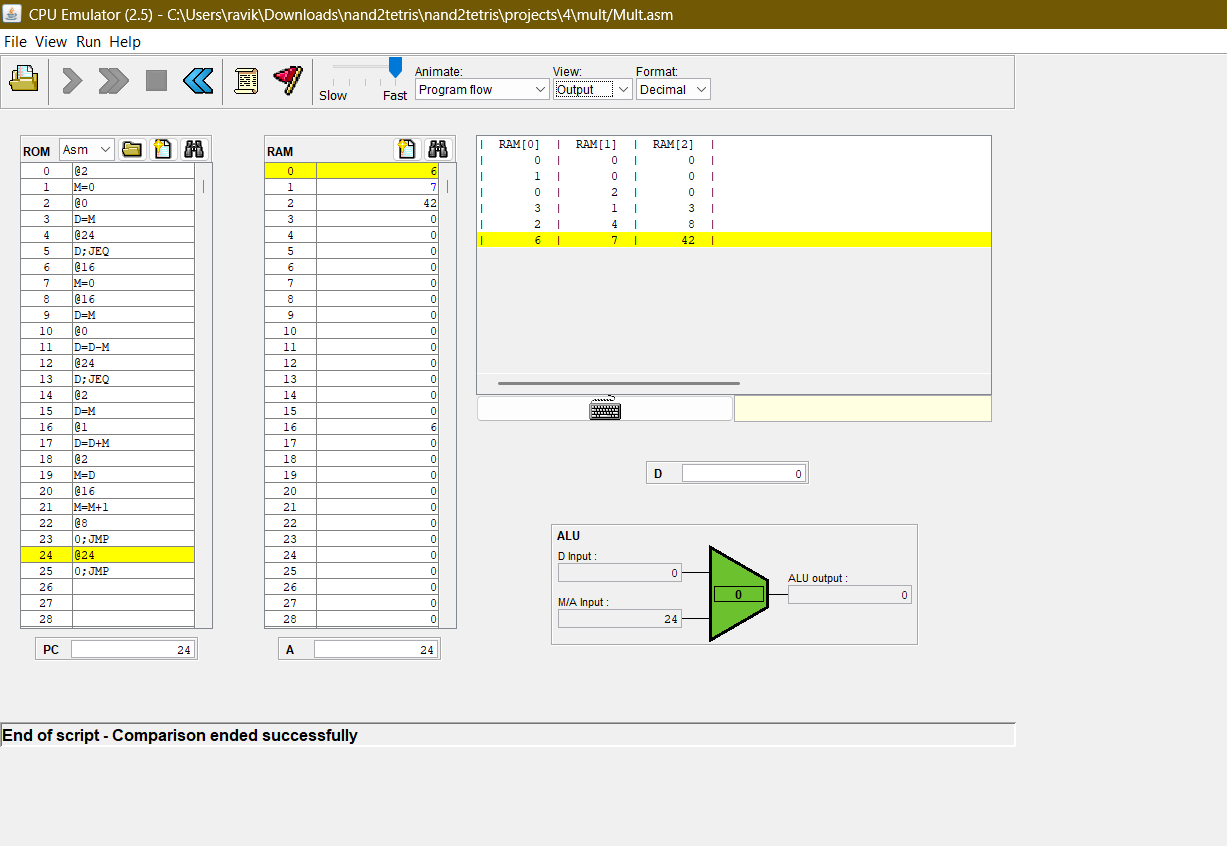 CPU Emulator (2.5) - C:\Users\ravik\Downloads\nand2tetris\nand2tetris\projects\4\mult/Mult.asm
File View Run Help
Slow Fast
Animate: View: Format:
Program flow Output Decimal
ROM Asm
0 @2
1 M=0
2 @0
3 D=M
4 @24
5 D;JEQ
6 @16
7 M=0
8 @16
9 D=M
10 @0
11 D=D-M
12 @24
13 D;JEQ
14 @2
15 D=M
16 @1
17 D=D+M
18 @2
19 M=D
20 @16
21 M=M+1
22 @8
23 0;JMP
24 @24
25 0;JMP
26
27
28
PC 24
RAM
0 6
1 7
2 42
3 0
4 0
5 0
6 0
7 0
8 0
9 0
10 0
11 0
12 0
13 0
14 0
15 0
16 6
17 0
18 0
19 0
20 0
21 0
22 0
23 0
24 0
25 0
26 0
27 0
28 0
A 24
| RAM[0] | RAM[1] | RAM[2] |
| 0 | 0 | 0 |
| 1 | 0 | 0 |
| 0 | 2 | 0 |
| 3 | 1 | 3 |
| 2 | 4 | 8 |
| 6 | 7 | 42 |
D 0
ALU
D Input :
0
M/A Input :
24
0
ALU output :
0
End of script - Comparison ended successfully